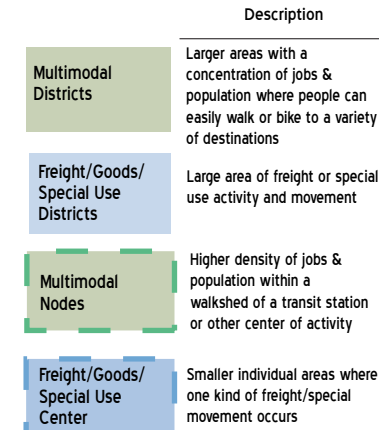 Description
Multimodal
Districts
Larger areas with a
concentration of jobs &
population where people can
easily walk or bike to a variety
of destinations
Freight/Goods/
Special Use
Districts
Large area of freight or special
use activity and movement
Multimodal
Nodes
Higher density of jobs &
population within a
walkshed of a transit station
or other center of activity
Freight/Goods/
Special Use
Center
Smaller individual areas where
one kind of freight/special
movement occurs